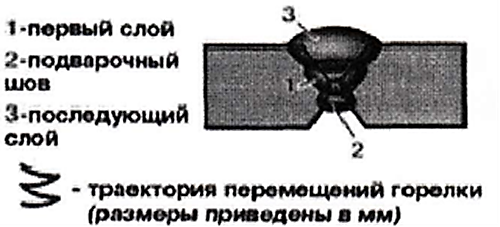 1-первый слой
2-подварочный
шов
3-последующий
слой
3
1
2
- траектория перемещений горелки
(размеры приведены в мм)